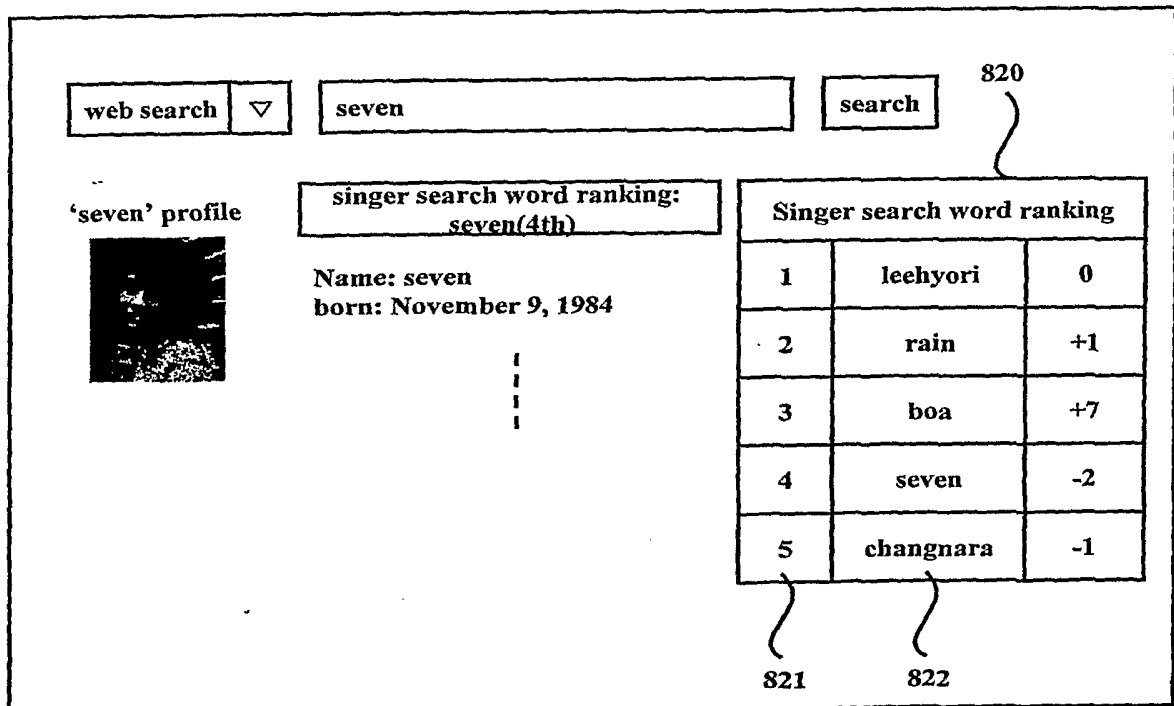 820
web search ▽ seven search
'seven' profile
singer search word ranking:
seven(4th)
Name: seven
born: November 9, 1984
Singer search word ranking
1 leehyori 0
2 rain +1
3 boa +7
4 seven -2
5 changnara -1
821 822